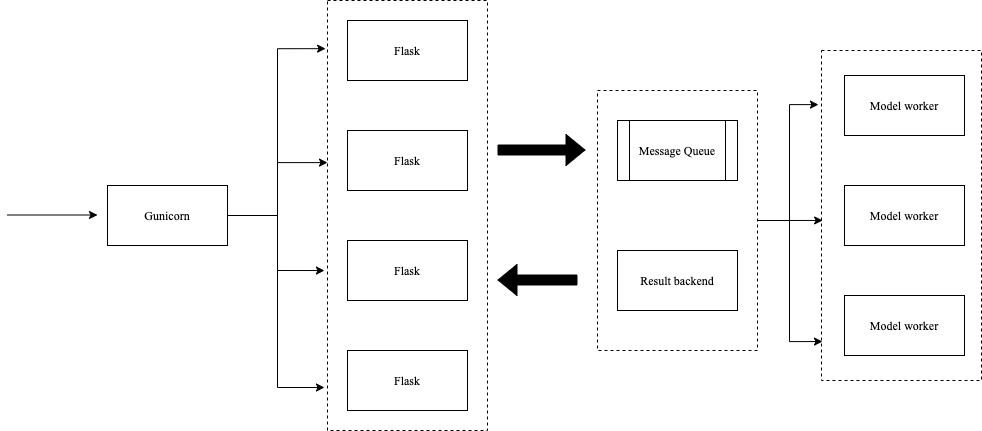 Gunicorn
Flask
Flask
Flask
Flask
Message Queue
Result backend
Model worker
Model worker
Model worker